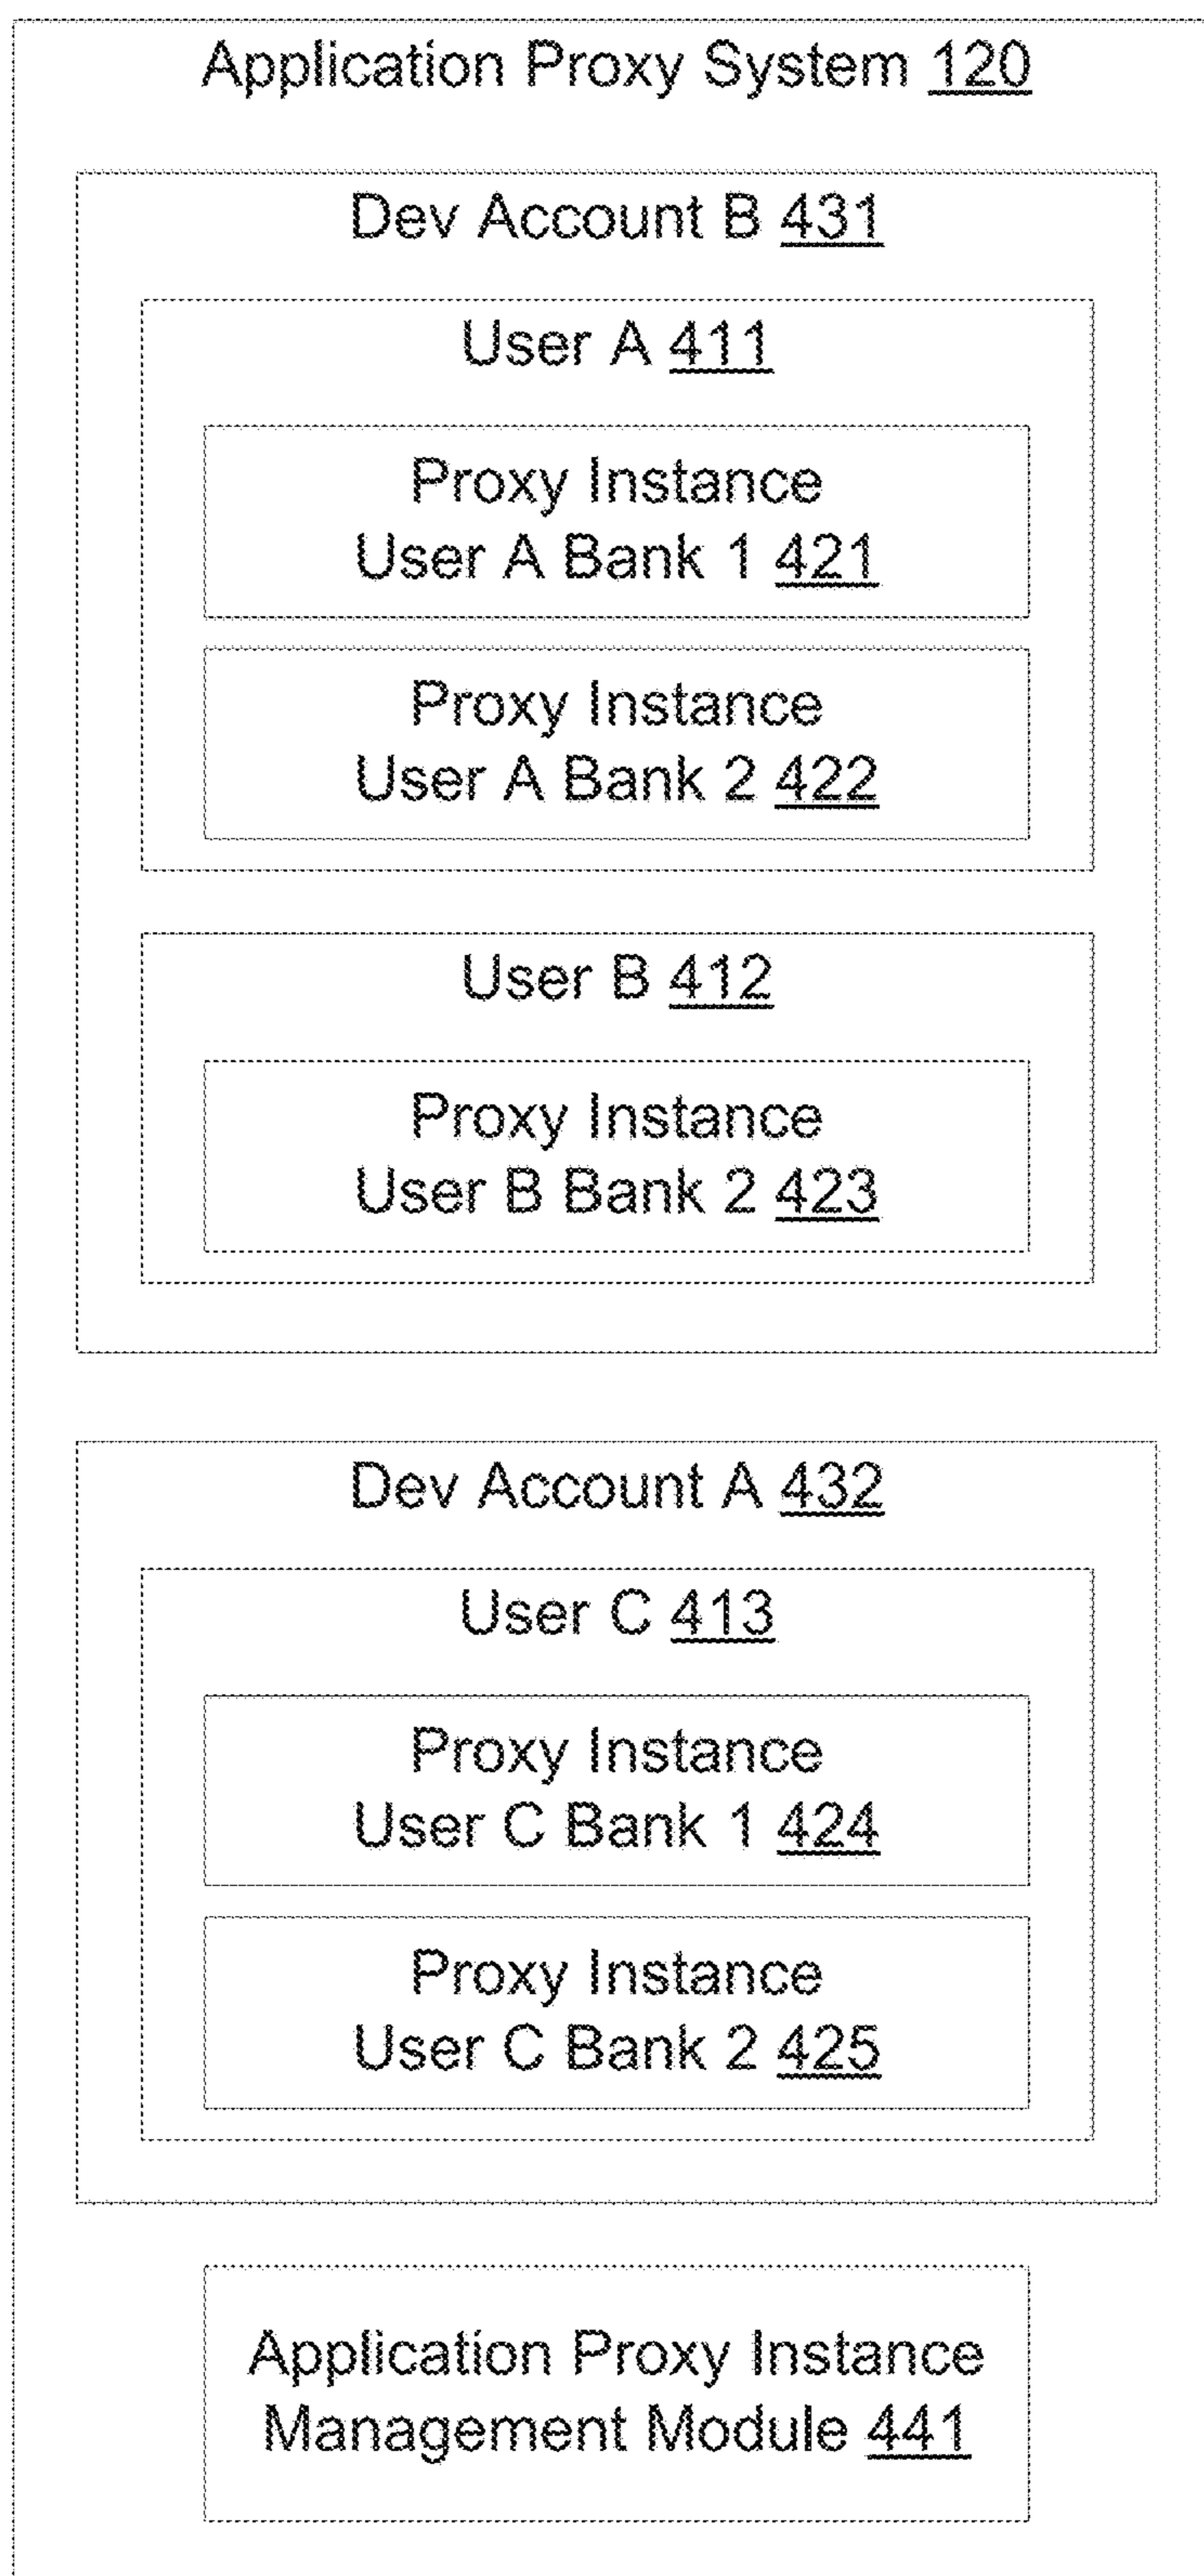 Application Proxy System 120
Dev Account B 431
User A 411
Proxy Instance
User A Bank 1 421
Proxy Instance
User A Bank 2 422
User B 412
Proxy Instance
User B Bank 2 423
Dev Account A 432
User C 413
Proxy Instance
User C Bank 1 424
Proxy Instance
User C Bank 2 425
Application Proxy Instance
Management Module 441